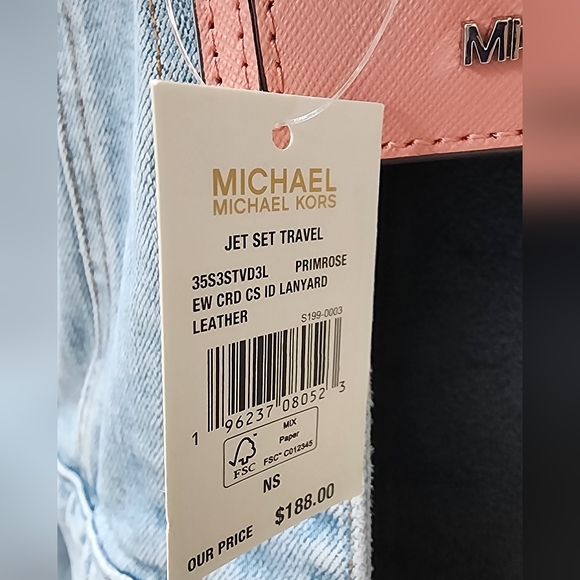 MICHAEL
MICHAEL KORS
JET SET TRAVEL
35S3STVD3L PRIMROSE
EW CRD CS ID LANYARD
LEATHER
S199-0003
1 96237 08052 3
MIX
Paper
FSC FSC™ C012345
NS
OUR PRICE $188.00